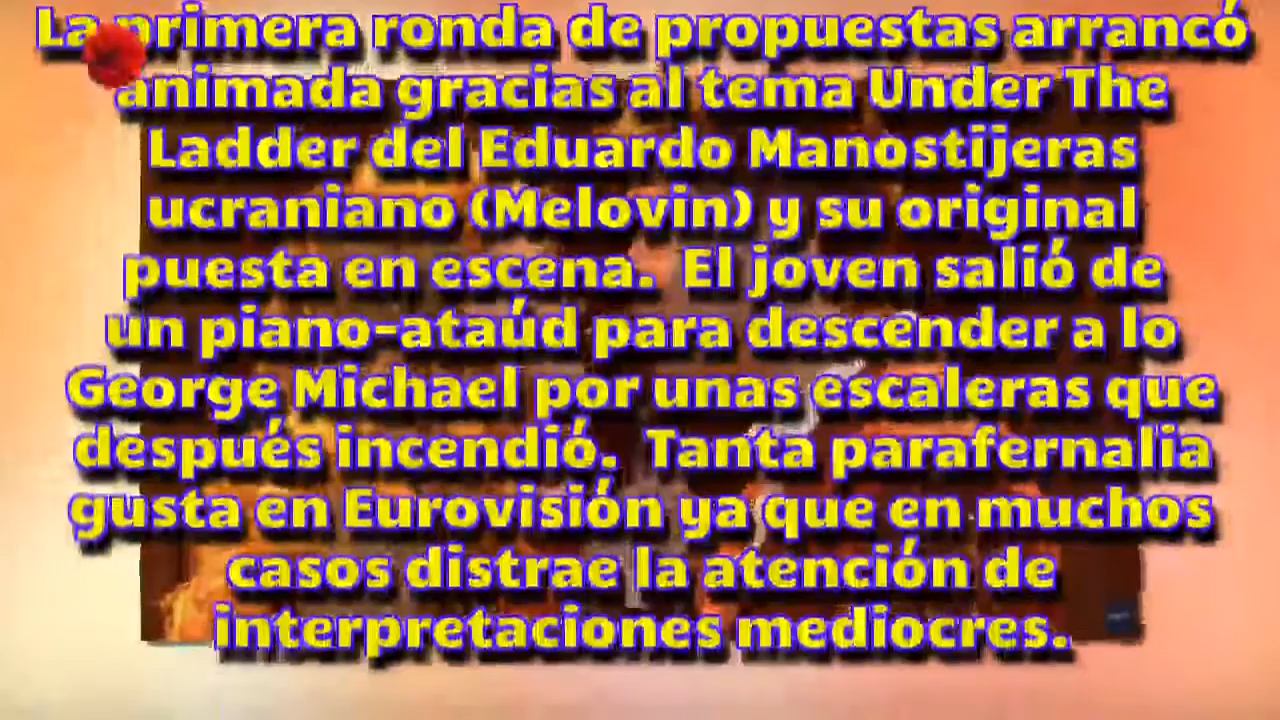 La primera ronda de propuestas arrancó
animada gracias al tema Under The
Ladder del Eduardo Manostijeras
ucraniano (Melovin) y su original
puesta en escena.  El joven salió de
un piano-ataúd para descender a lo
George Michael por unas escaleras que
después incendió.  Tanta parafernalia
gusta en Eurovisión ya que en muchos
casos distrae la atención de
interpretaciones mediocres.